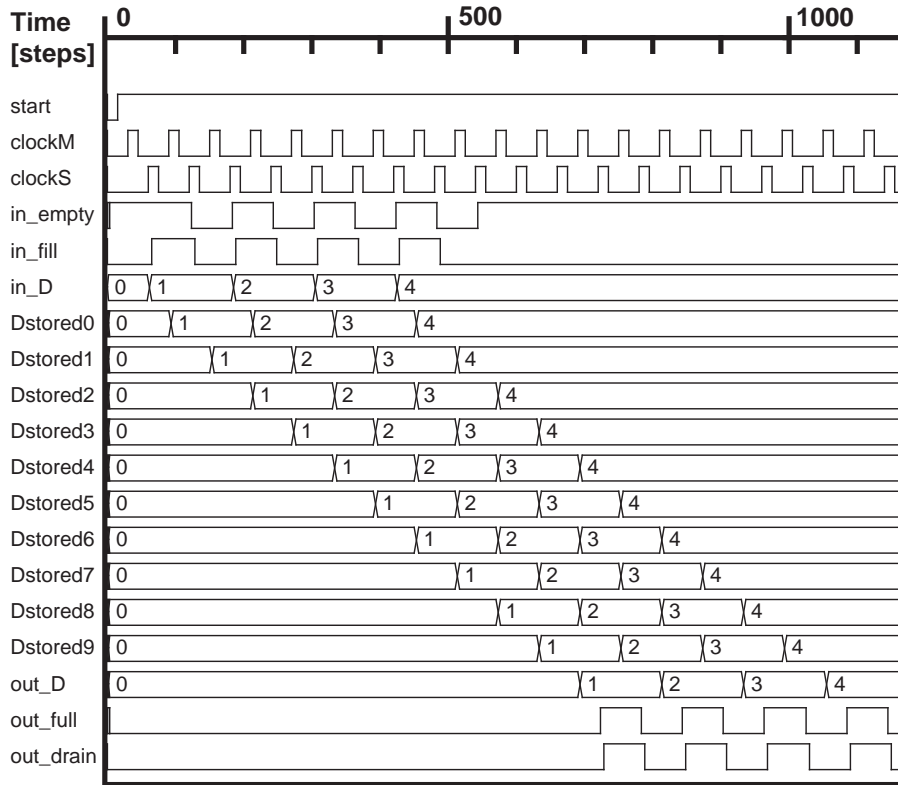 Time 0 500 1000
[steps]
start
clockM
clockS
in_empty
in_fill
in_D 0 1 2 3 4
Dstored0 0 1 2 3 4
Dstored1 0 1 2 3 4
Dstored2 0 1 2 3 4
Dstored3 0 1 2 3 4
Dstored4 0 1 2 3 4
Dstored5 0 1 2 3 4
Dstored6 0 1 2 3 4
Dstored7 0 1 2 3 4
Dstored8 0 1 2 3 4
Dstored9 0 1 2 3 4
out_D 0 1 2 3 4
out_full
out_drain